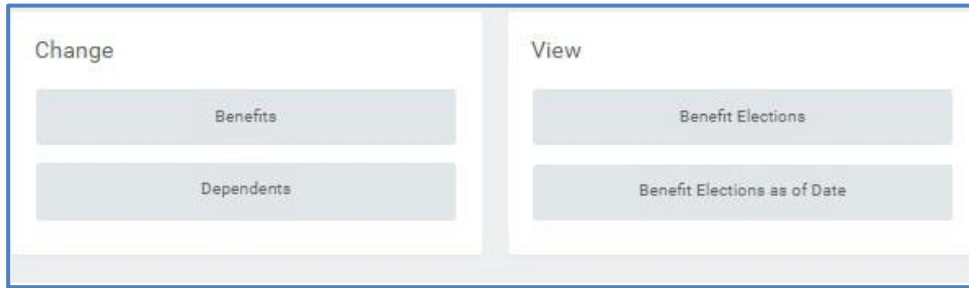 Change
Benefits
Dependents
View
Benefit Elections
Benefit Elections as of Date